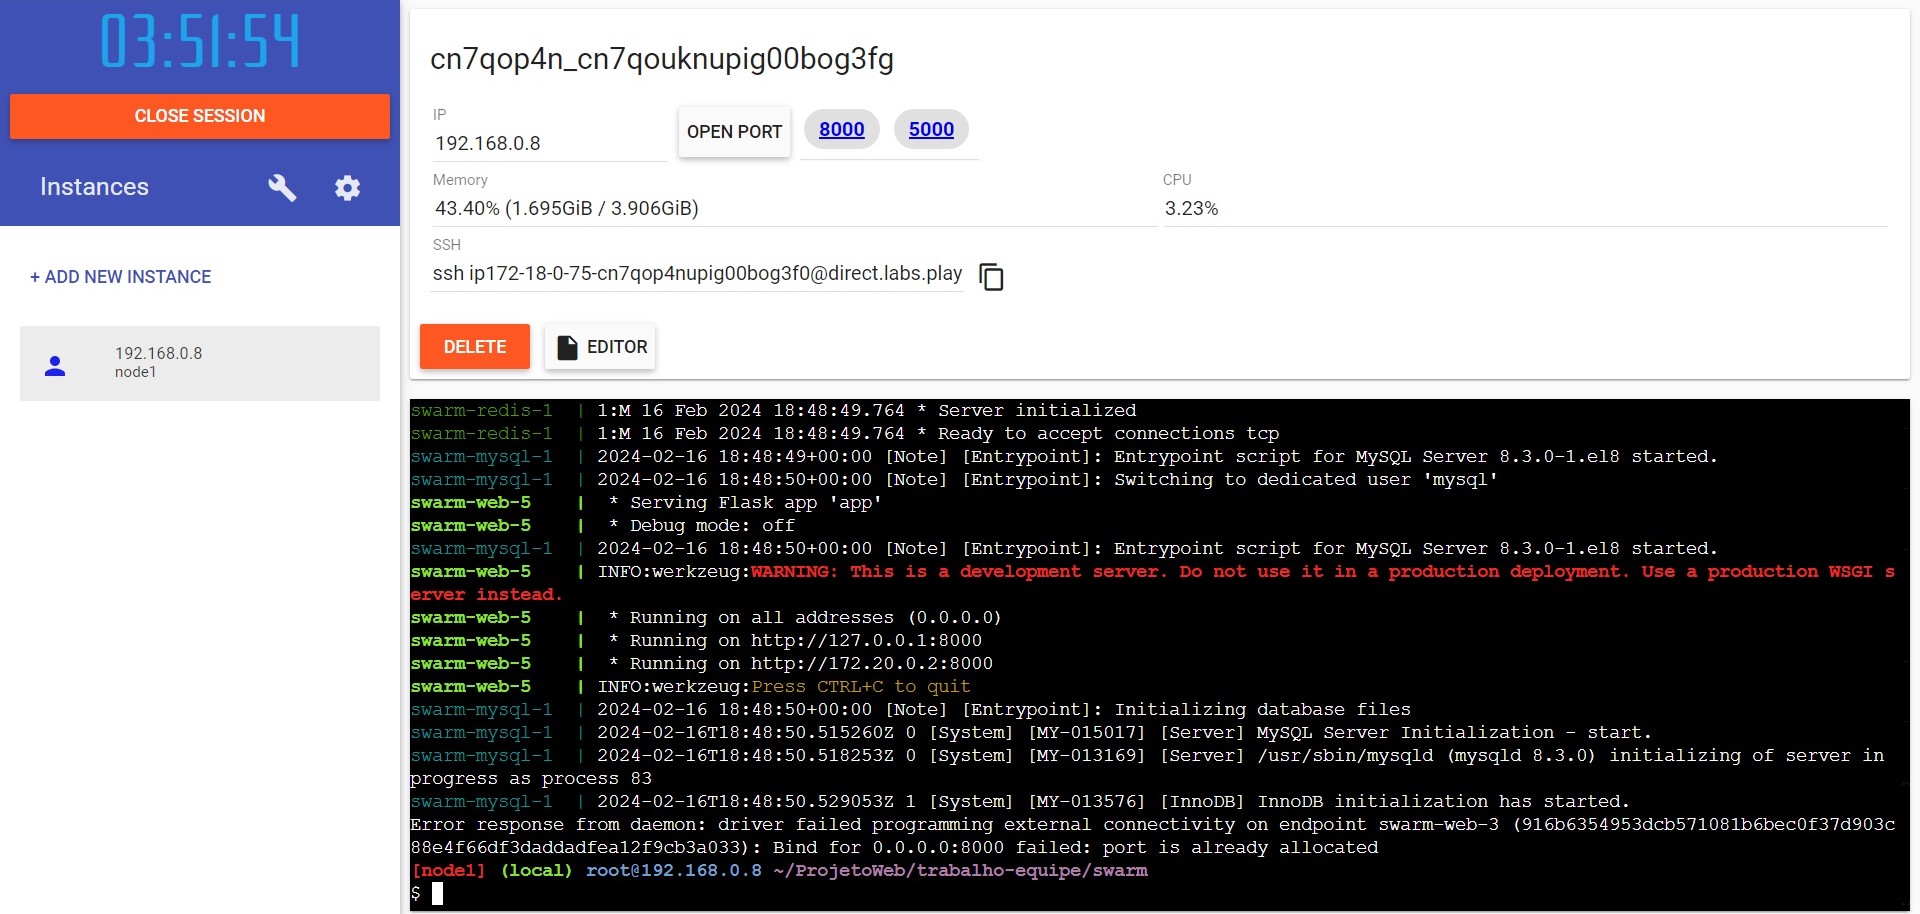 03:51:54
CLOSE SESSION
Instances
+ ADD NEW INSTANCE
192.168.0.8
node1
cn7qop4n_cn7qouknupig00bog3fg
IP
192.168.0.8
OPEN PORT
8000
5000
Memory
43.40% (1.695GiB / 3.906GiB)
CPU
3.23%
SSH
ssh ip172-18-0-75-cn7qop4nupig00bog3f0@direct.labs.play
DELETE
EDITOR
swarm-redis-1  | 1:M 16 Feb 2024 18:48:49.764 * Server initialized
swarm-redis-1  | 1:M 16 Feb 2024 18:48:49.764 * Ready to accept connections tcp
swarm-mysql-1  | 2024-02-16 18:48:49+00:00 [Note] [Entrypoint]: Entrypoint script for MySQL Server 8.3.0-1.el8 started.
swarm-mysql-1  | 2024-02-16 18:48:50+00:00 [Note] [Entrypoint]: Switching to dedicated user 'mysql'
swarm-web-5    |  * Serving Flask app 'app'
swarm-web-5    |  * Debug mode: off
swarm-mysql-1  | 2024-02-16 18:48:50+00:00 [Note] [Entrypoint]: Entrypoint script for MySQL Server 8.3.0-1.el8 started.
swarm-web-5    | INFO:werkzeug:WARNING: This is a development server. Do not use it in a production deployment. Use a production WSGI s
erver instead.
swarm-web-5    |  * Running on all addresses (0.0.0.0)
swarm-web-5    |  * Running on http://127.0.0.1:8000
swarm-web-5    |  * Running on http://172.20.0.2:8000
swarm-web-5    | INFO:werkzeug:Press CTRL+C to quit
swarm-mysql-1  | 2024-02-16 18:48:50+00:00 [Note] [Entrypoint]: Initializing database files
swarm-mysql-1  | 2024-02-16T18:48:50.515260Z 0 [System] [MY-015017] [Server] MySQL Server Initialization - start.
swarm-mysql-1  | 2024-02-16T18:48:50.518253Z 0 [System] [MY-013169] [Server] /usr/sbin/mysqld (mysqld 8.3.0) initializing of server in
progress as process 83
swarm-mysql-1  | 2024-02-16T18:48:50.529053Z 1 [System] [MY-013576] [InnoDB] InnoDB initialization has started.
Error response from daemon: driver failed programming external connectivity on endpoint swarm-web-3 (916b6354953dcb571081b6bec0f37d903c
88e4f66df3daddadfea12f9cb3a033): Bind for 0.0.0.0:8000 failed: port is already allocated
[node1] (local) root@192.168.0.8 ~/ProjetoWeb/trabalho-equipe/swarm
$